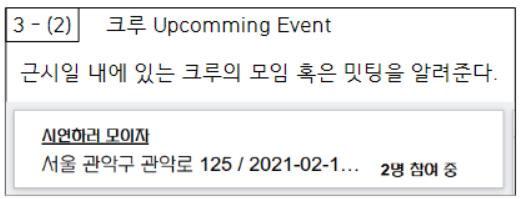 3 - (2) 크루 Upcomming Event
근시일 내에 있는 크루의 모임 혹은 밋팅을 알려준다.
시연하러 모이자
서울 관악구 관악로 125 / 2021-02-1... 2명 참여 중